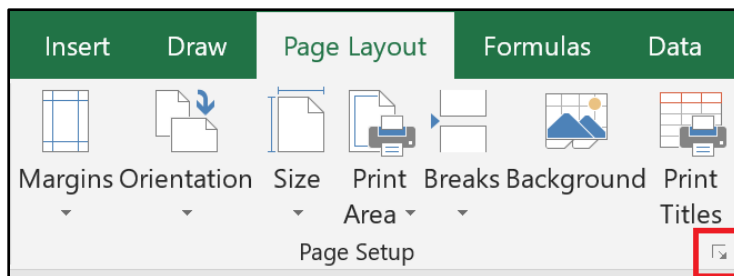 Insert Draw Page Layout Formulas Data
Margins Orientation Size Print Breaks Background Print
Area Titles
Page Setup